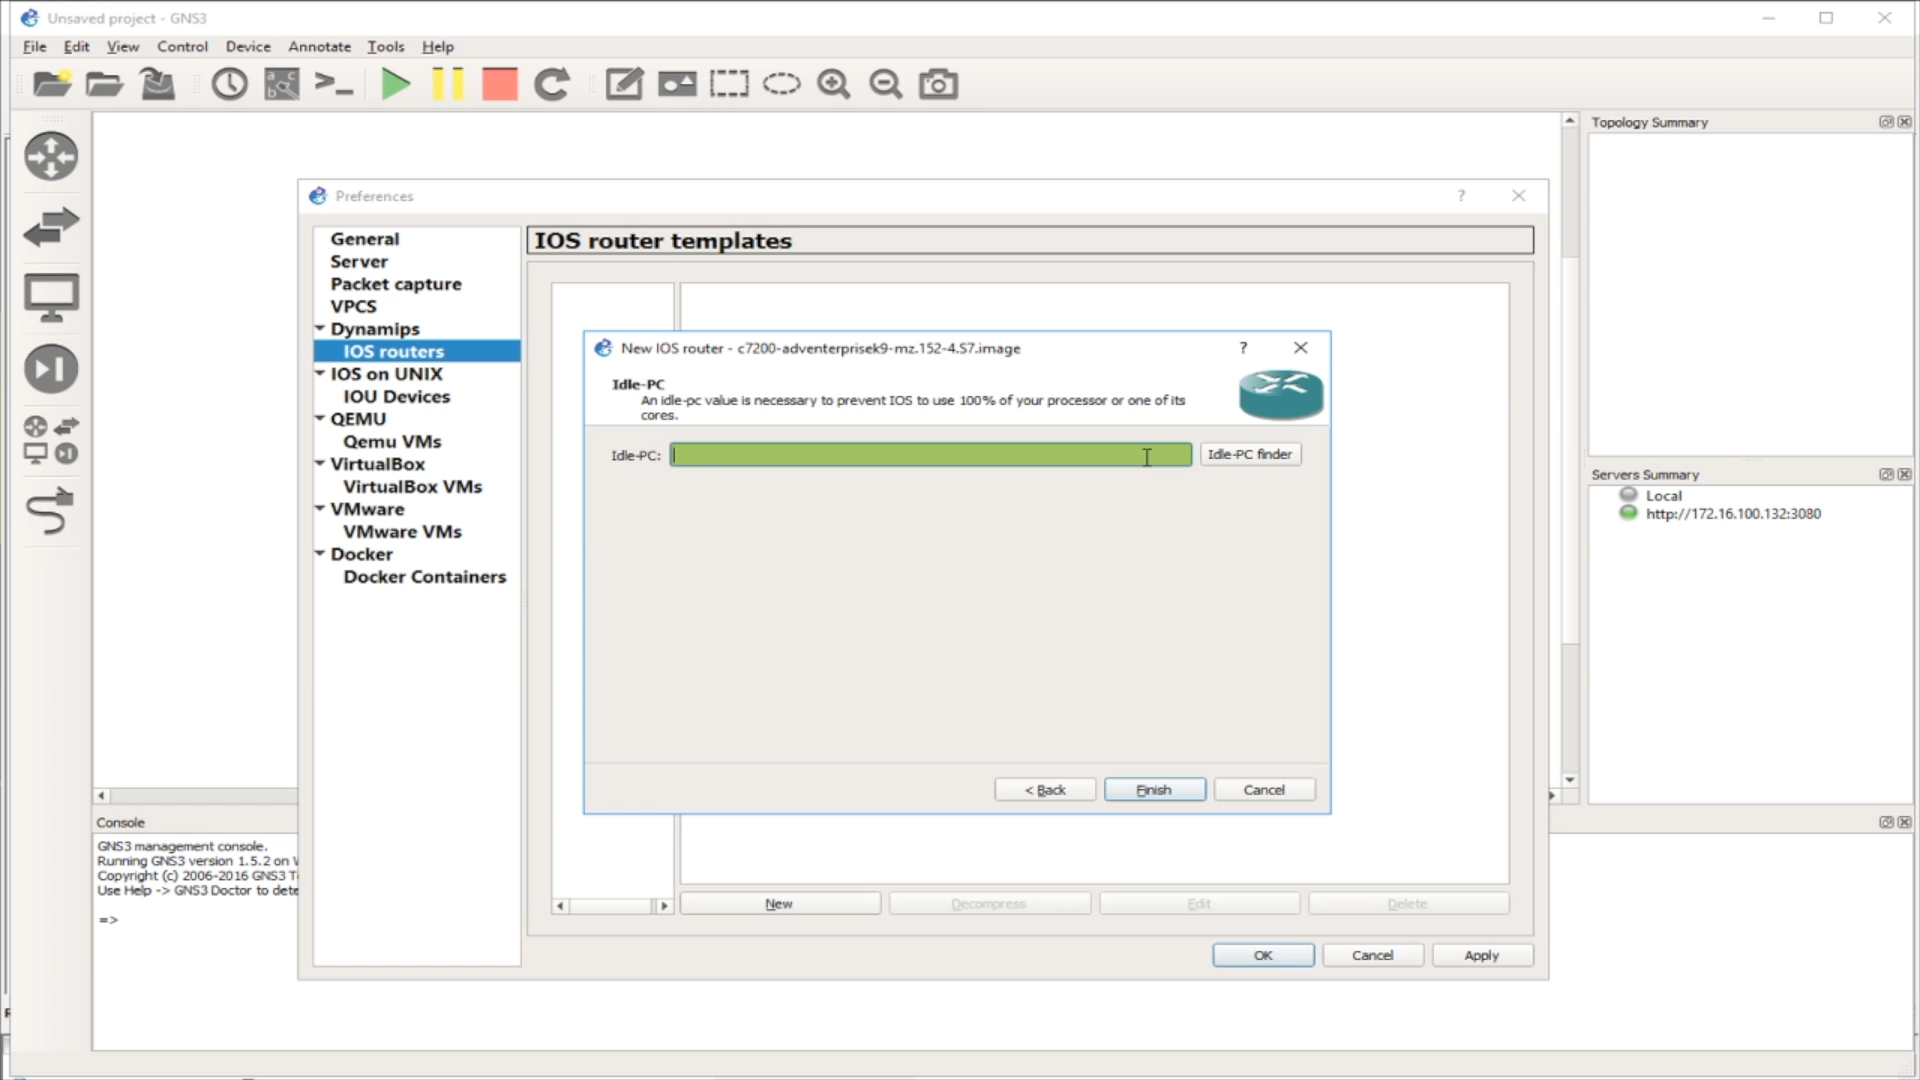 Unsaved project - GNS3
File Edit View Control Device Annotate Tools Help
Topology Summary
Preferences
General
Server
Packet capture
VPCS
Dynamips
IOS routers
IOS on UNIX
IOU Devices
QEMU
Qemu VMs
VirtualBox
VirtualBox VMs
VMware
VMware VMs
Docker
Docker Containers
IOS router templates
New IOS router - c7200-adventerprisek9-mz.152-4.S7.image
Idle-PC
An idle-pc value is necessary to prevent IOS to use 100% of your processor or one of its
cores.
Idle-PC:
Idle-PC finder
< Back Finish Cancel
New Decompress Edit Delete
OK Cancel Apply
Servers Summary
Local
http://172.16.100.132:3080
Console
GNS3 management console.
Running GNS3 version 1.5.2 on
Copyright (c) 2006-2016 GNS3
Use Help -> GNS3 Doctor to dete
=>